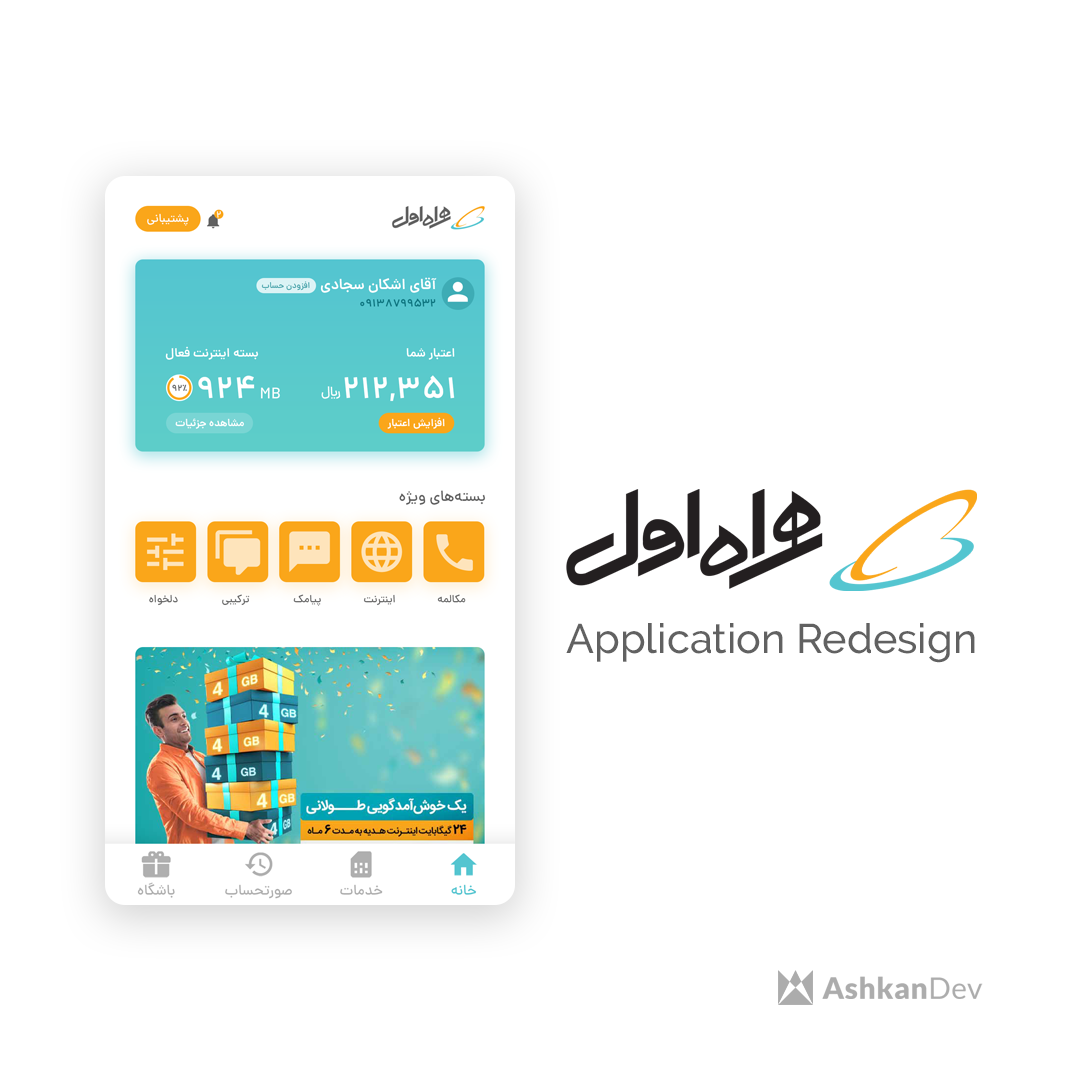 همراه اول
۲
پشتیبانی
آقای اشکان سجادی
افزودن حساب
۰۹۱۳۸۷۹۹۵۳۲
اعتبار شما
بسته اینترنت فعال
۲۱۲,۳۵۱ ریال
۹۲۴ MB
۹۲٪
افزایش اعتبار
مشاهده جزئیات
بسته‌های ویژه
مکالمه
اینترنت
پیامک
ترکیبی
دلخواه
4 GB
4 GB
4 GB
4 GB
4 GB
4 GB
یک خوش‌آمدگویی طـــولانی
۲۴ گیگابایت اینترنت هدیه به مدت ۶ ماه
خانه
خدمات
صورتحساب
باشگاه
همراه اول
Application Redesign
AshkanDev